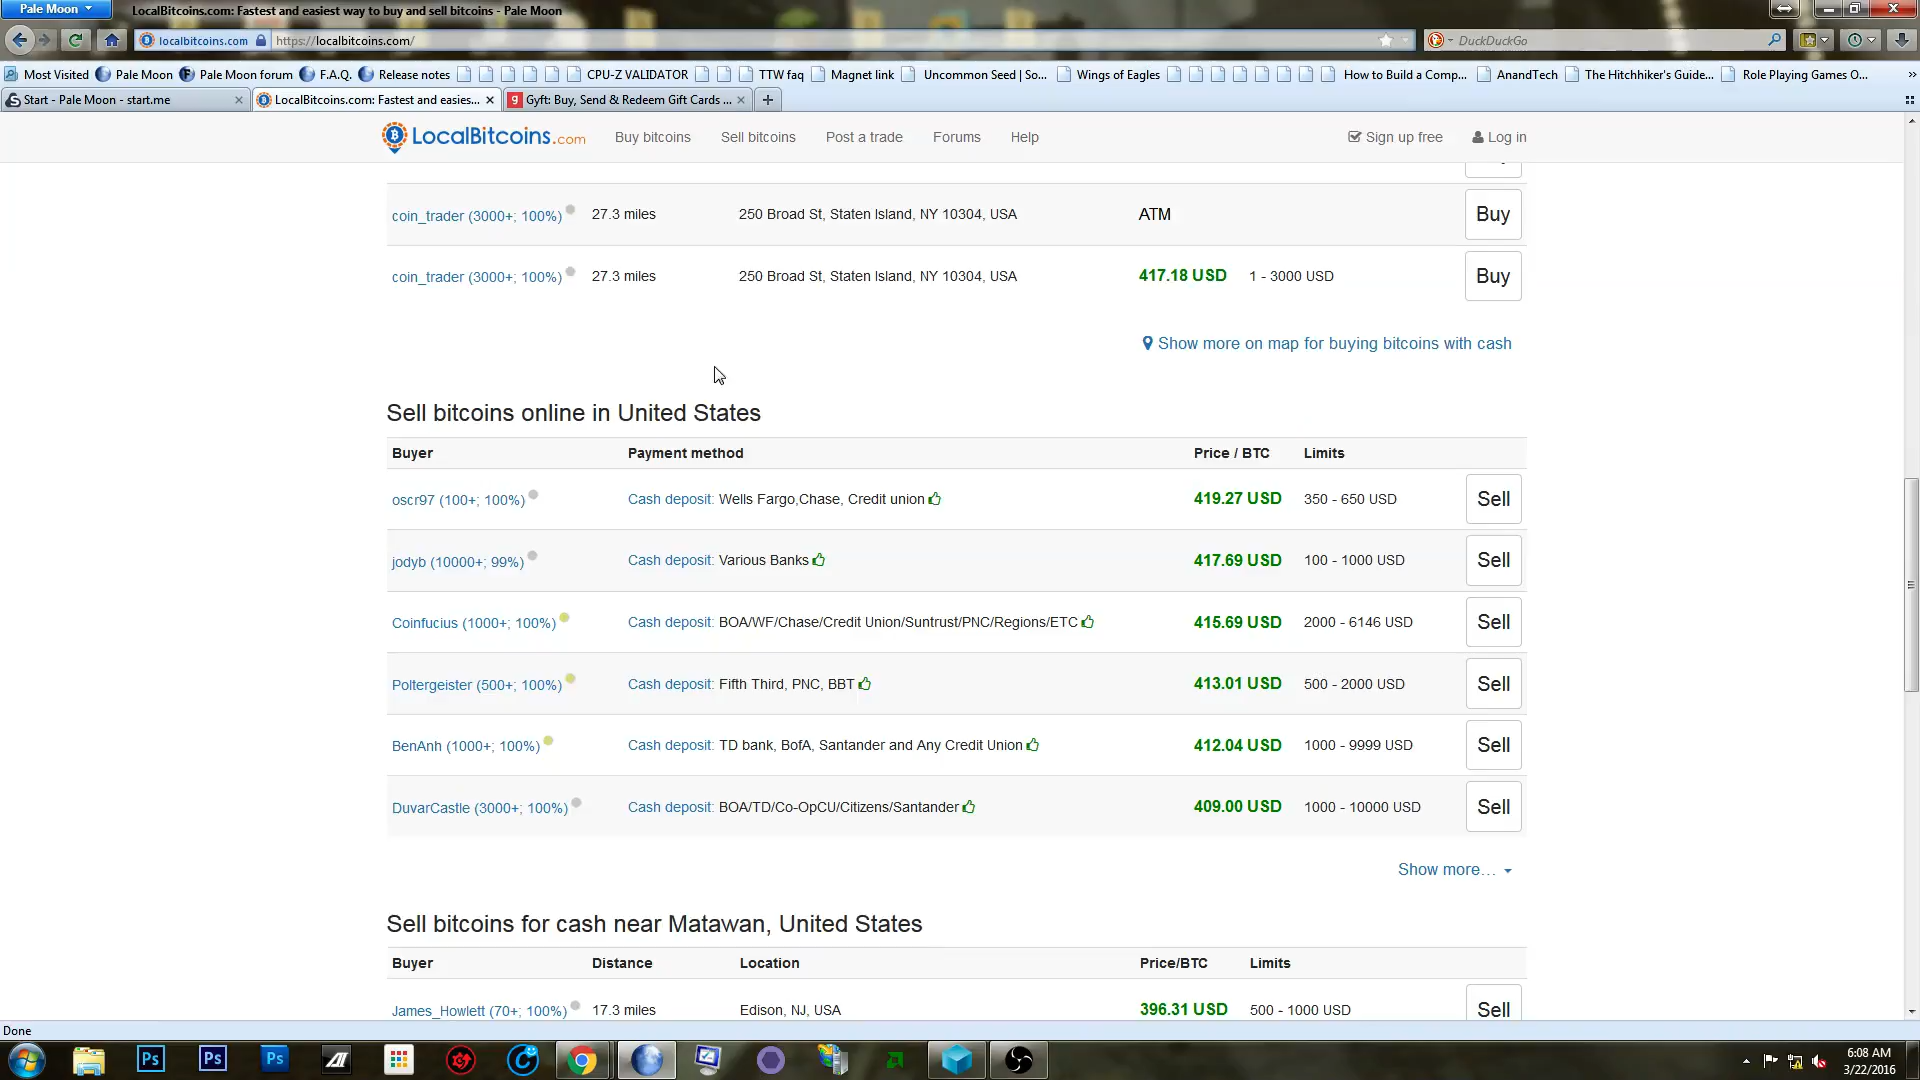 Pale Moon
LocalBitcoins.com: Fastest and easiest way to buy and sell bitcoins - Pale Moon
localbitcoins.com
https://localbitcoins.com/
DuckDuckGo
Most Visited Pale Moon Pale Moon forum F.A.Q. Release notes CPU-Z VALIDATOR TTW faq Magnet link Uncommon Seed | So... Wings of Eagles How to Build a Comp... AnandTech The Hitchhiker's Guide... Role Playing Games O... »
Start - Pale Moon - start.me
LocalBitcoins.com: Fastest and easies...
Gyft: Buy, Send & Redeem Gift Cards ...
LocalBitcoins.com Buy bitcoins Sell bitcoins Post a trade Forums Help Sign up free Log in
coin_trader (3000+; 100%) 27.3 miles 250 Broad St, Staten Island, NY 10304, USA ATM Buy
coin_trader (3000+; 100%) 27.3 miles 250 Broad St, Staten Island, NY 10304, USA 417.18 USD 1 - 3000 USD Buy
Show more on map for buying bitcoins with cash
Sell bitcoins online in United States
Buyer Payment method Price / BTC Limits
oscr97 (100+; 100%) Cash deposit: Wells Fargo,Chase, Credit union 419.27 USD 350 - 650 USD Sell
jodyb (10000+; 99%) Cash deposit: Various Banks 417.69 USD 100 - 1000 USD Sell
Coinfucius (1000+; 100%) Cash deposit: BOA/WF/Chase/Credit Union/Suntrust/PNC/Regions/ETC 415.69 USD 2000 - 6146 USD Sell
Poltergeister (500+; 100%) Cash deposit: Fifth Third, PNC, BBT 413.01 USD 500 - 2000 USD Sell
BenAnh (1000+; 100%) Cash deposit: TD bank, BofA, Santander and Any Credit Union 412.04 USD 1000 - 9999 USD Sell
DuvarCastle (3000+; 100%) Cash deposit: BOA/TD/Co-OpCU/Citizens/Santander 409.00 USD 1000 - 10000 USD Sell
Show more...
Sell bitcoins for cash near Matawan, United States
Buyer Distance Location Price/BTC Limits
James_Howlett (70+; 100%) 17.3 miles Edison, NJ, USA 396.31 USD 500 - 1000 USD Sell
Done
Ps Ps Ps
6:08 AM
3/22/2016